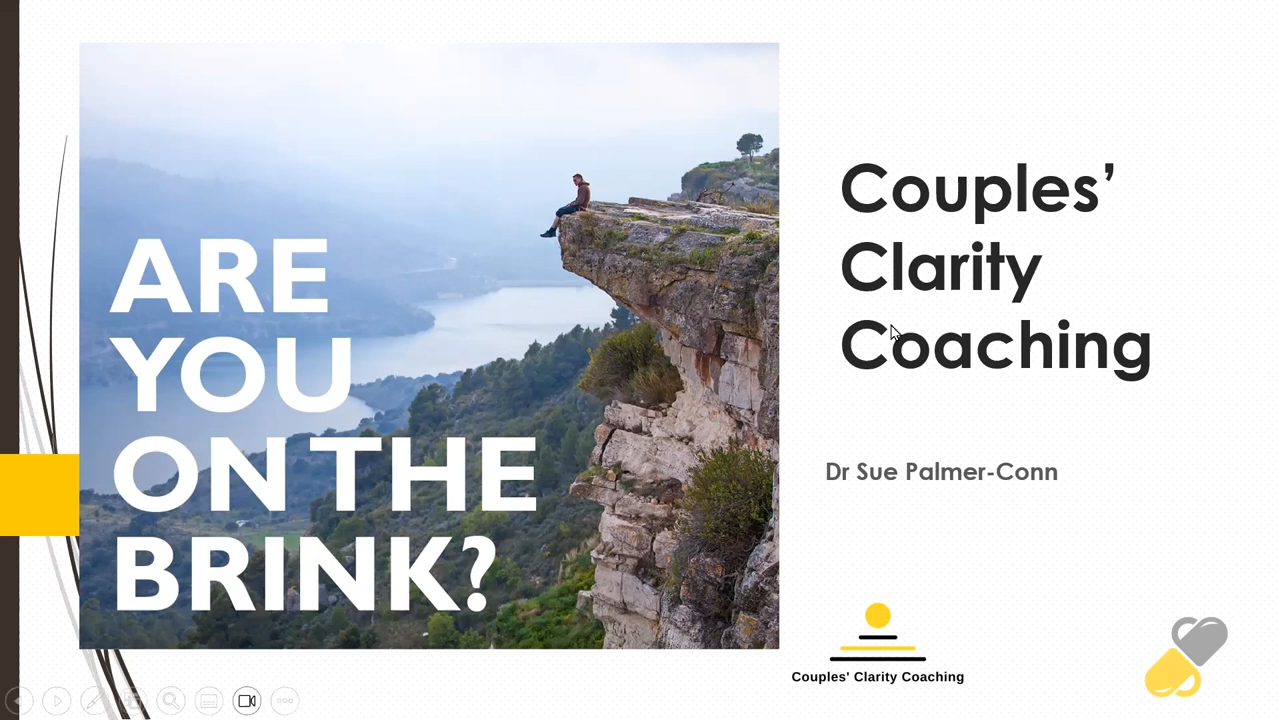 ARE
YOU
ON THE
BRINK?
Couples’
Clarity
Coaching
Dr Sue Palmer-Conn
Couples' Clarity Coaching